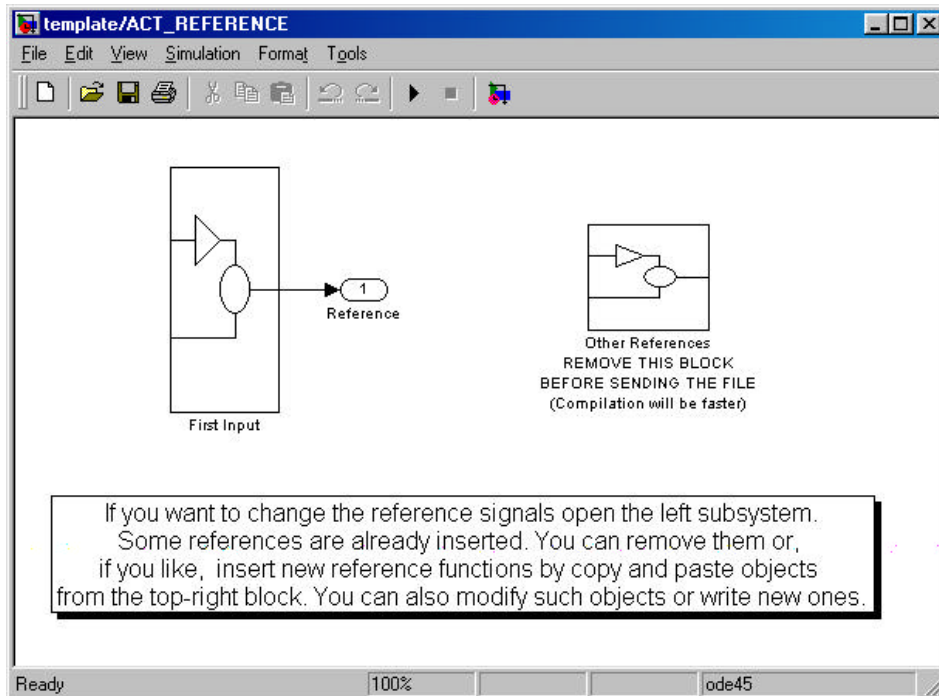 template/ACT_REFERENCE
File Edit View Simulation Format Tools
1
Reference
First Input
Other References
REMOVE THIS BLOCK
BEFORE SENDING THE FILE
(Compilation will be faster)
If you want to change the reference signals open the left subsystem.
Some references are already inserted. You can remove them or,
if you like, insert new reference functions by copy and paste objects
from the top-right block. You can also modify such objects or write new ones.
Ready 100% ode45